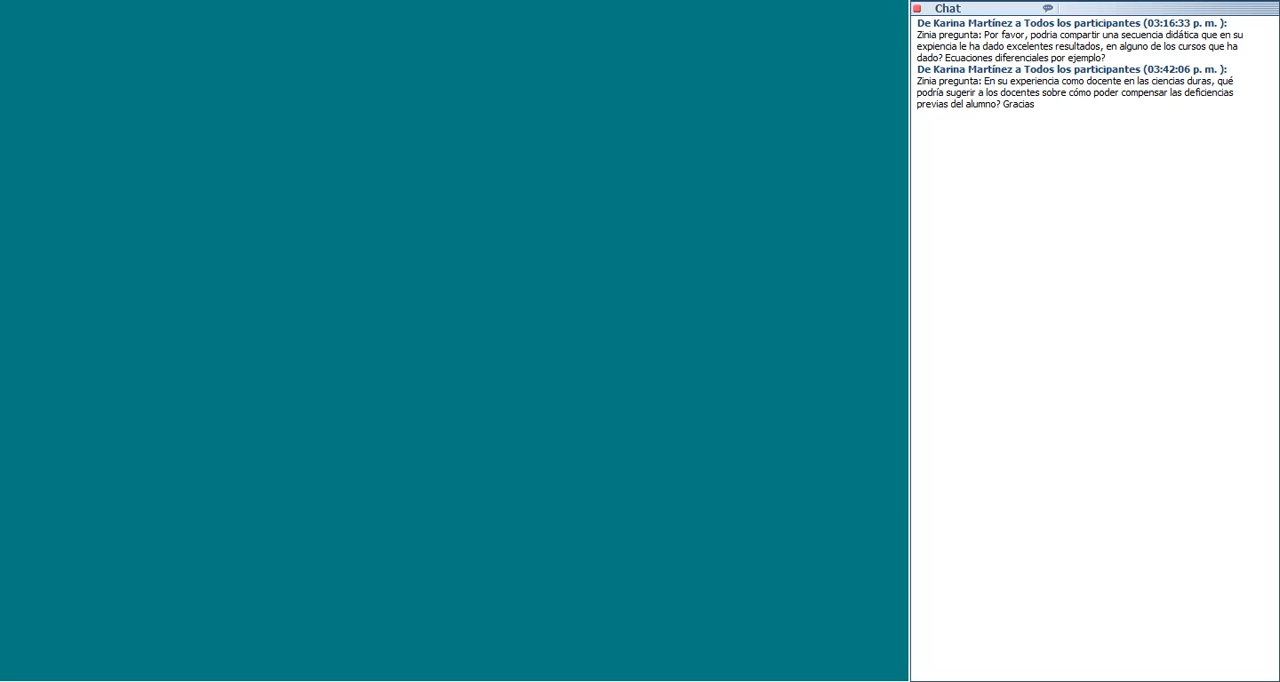 Chat
De Karina Martínez a Todos los participantes (03:16:33 p. m. ):
Zinia pregunta: Por favor, podria compartir una secuencia didática que en su
expiencia le ha dado excelentes resultados, en alguno de los cursos que ha
dado? Ecuaciones diferenciales por ejemplo?
De Karina Martínez a Todos los participantes (03:42:06 p. m. ):
Zinia pregunta: En su experiencia como docente en las ciencias duras, qué
podría sugerir a los docentes sobre cómo poder compensar las deficiencias
previas del alumno? Gracias